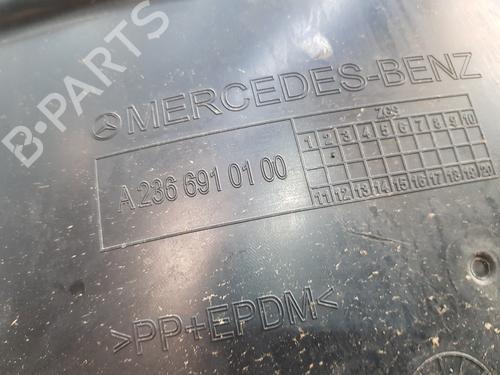 B-PARTS
MERCEDES-BENZ
ZGS
A 236 691 01 00
1 2 3 4 5 6 7 8 9 10
11 12 13 14 15 16 17 18 19 20
>PP+EPDM<